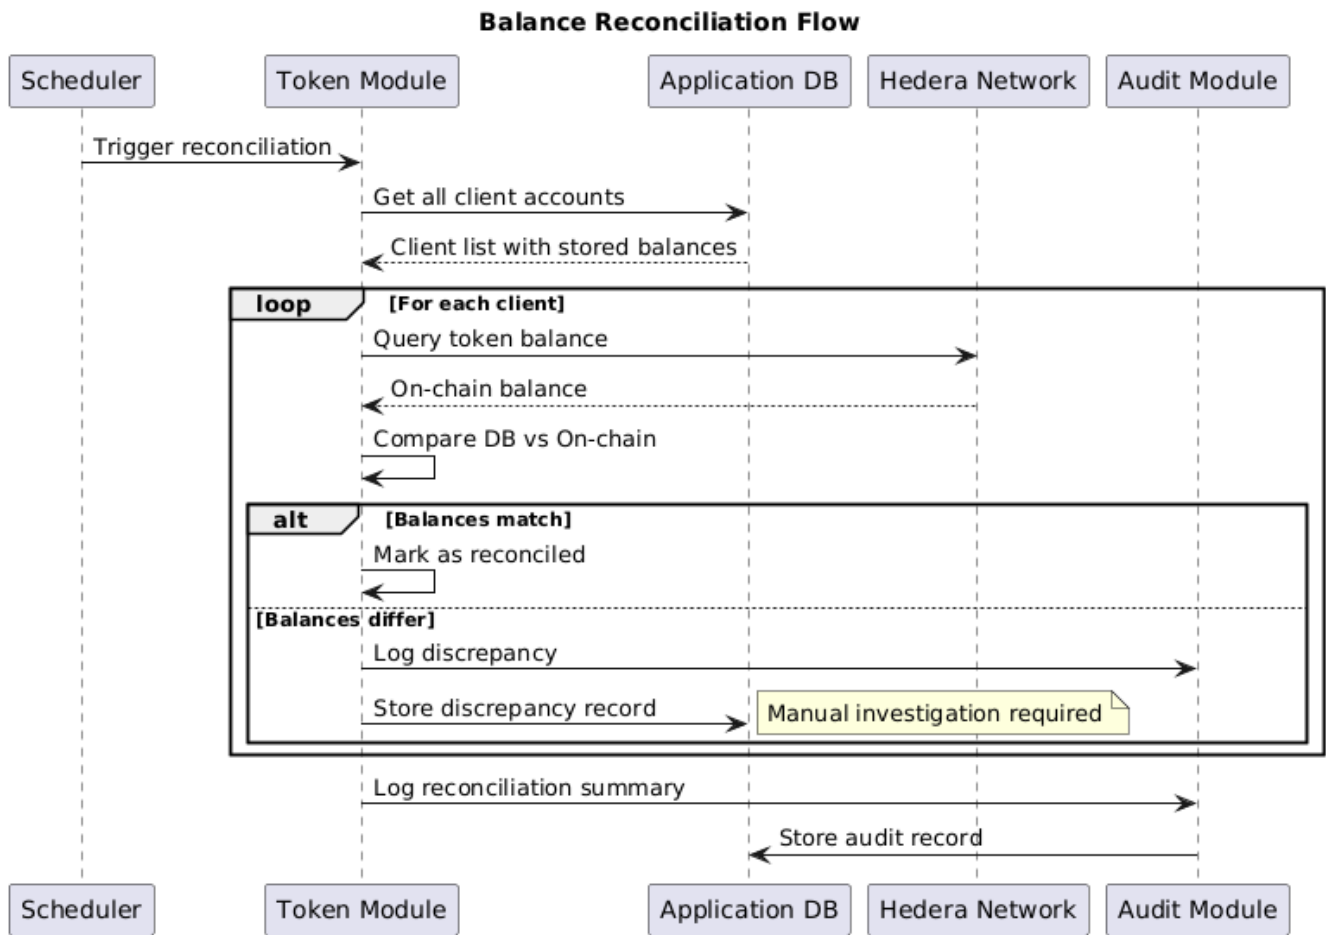 Balance Reconciliation Flow
Scheduler
Token Module
Application DB
Hedera Network
Audit Module
Trigger reconciliation
Get all client accounts
Client list with stored balances
loop
[For each client]
Query token balance
On-chain balance
Compare DB vs On-chain
alt
[Balances match]
Mark as reconciled
[Balances differ]
Log discrepancy
Store discrepancy record
Manual investigation required
Log reconciliation summary
Store audit record
Scheduler
Token Module
Application DB
Hedera Network
Audit Module